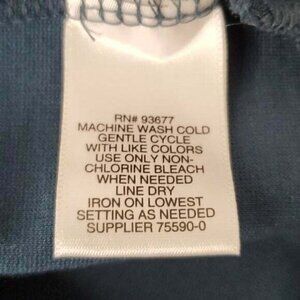 RN# 93677
MACHINE WASH COLD
GENTLE CYCLE
WITH LIKE COLORS
USE ONLY NON-
CHLORINE BLEACH
WHEN NEEDED
LINE DRY
IRON ON LOWEST
SETTING AS NEEDED
SUPPLIER 75590-0